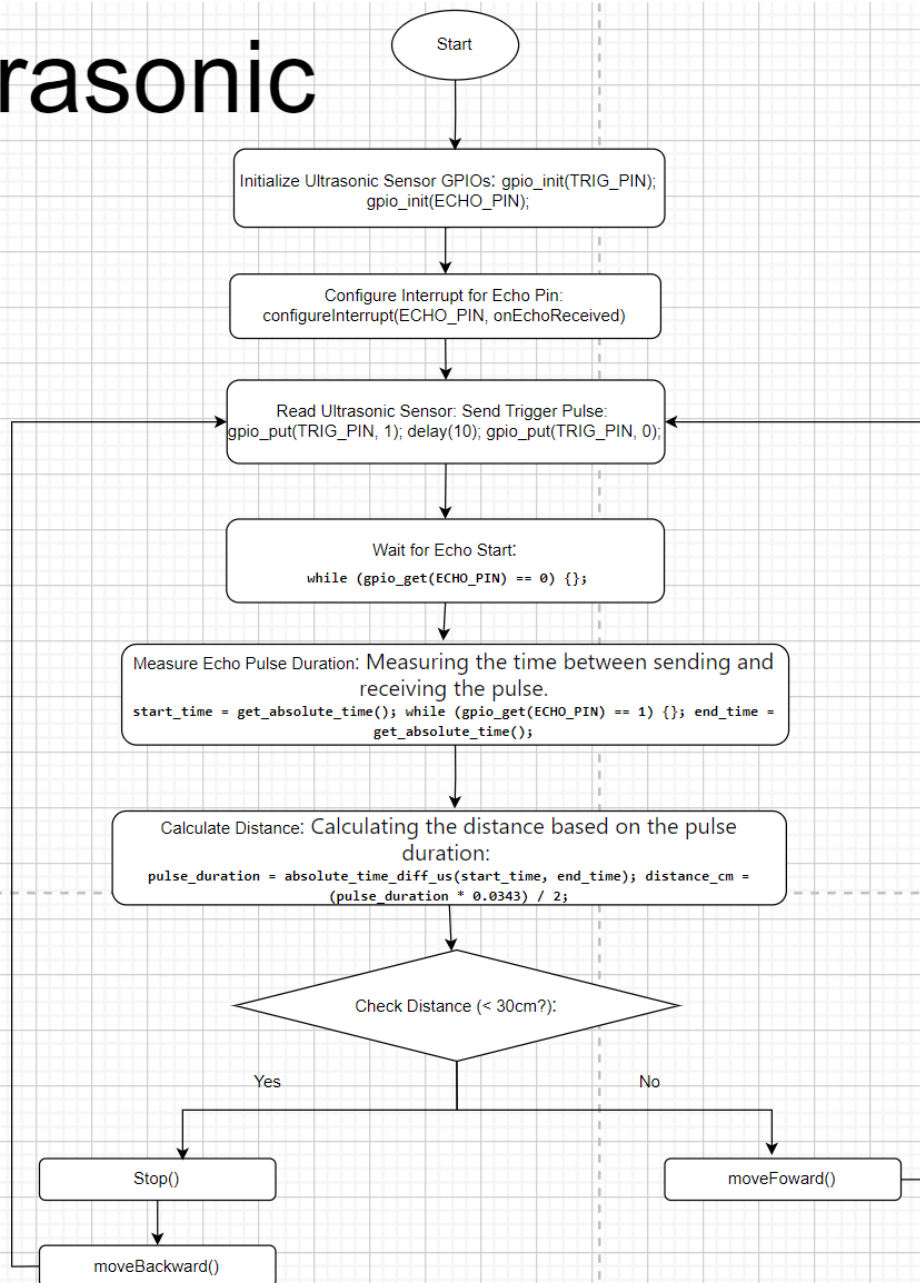 rasonic
Start
Initialize Ultrasonic Sensor GPIOs: gpio_init(TRIG_PIN);
gpio_init(ECHO_PIN);
Configure Interrupt for Echo Pin:
configureInterrupt(ECHO_PIN, onEchoReceived)
Read Ultrasonic Sensor: Send Trigger Pulse:
gpio_put(TRIG_PIN, 1); delay(10); gpio_put(TRIG_PIN, 0);
Wait for Echo Start:
while (gpio_get(ECHO_PIN) == 0) {};
Measure Echo Pulse Duration: Measuring the time between sending and
receiving the pulse.
start_time = get_absolute_time(); while (gpio_get(ECHO_PIN) == 1) {}; end_time =
get_absolute_time();
Calculate Distance: Calculating the distance based on the pulse
duration:
pulse_duration = absolute_time_diff_us(start_time, end_time); distance_cm =
(pulse_duration * 0.0343) / 2;
Check Distance (< 30cm?):
Yes
No
Stop()
moveFoward()
moveBackward()